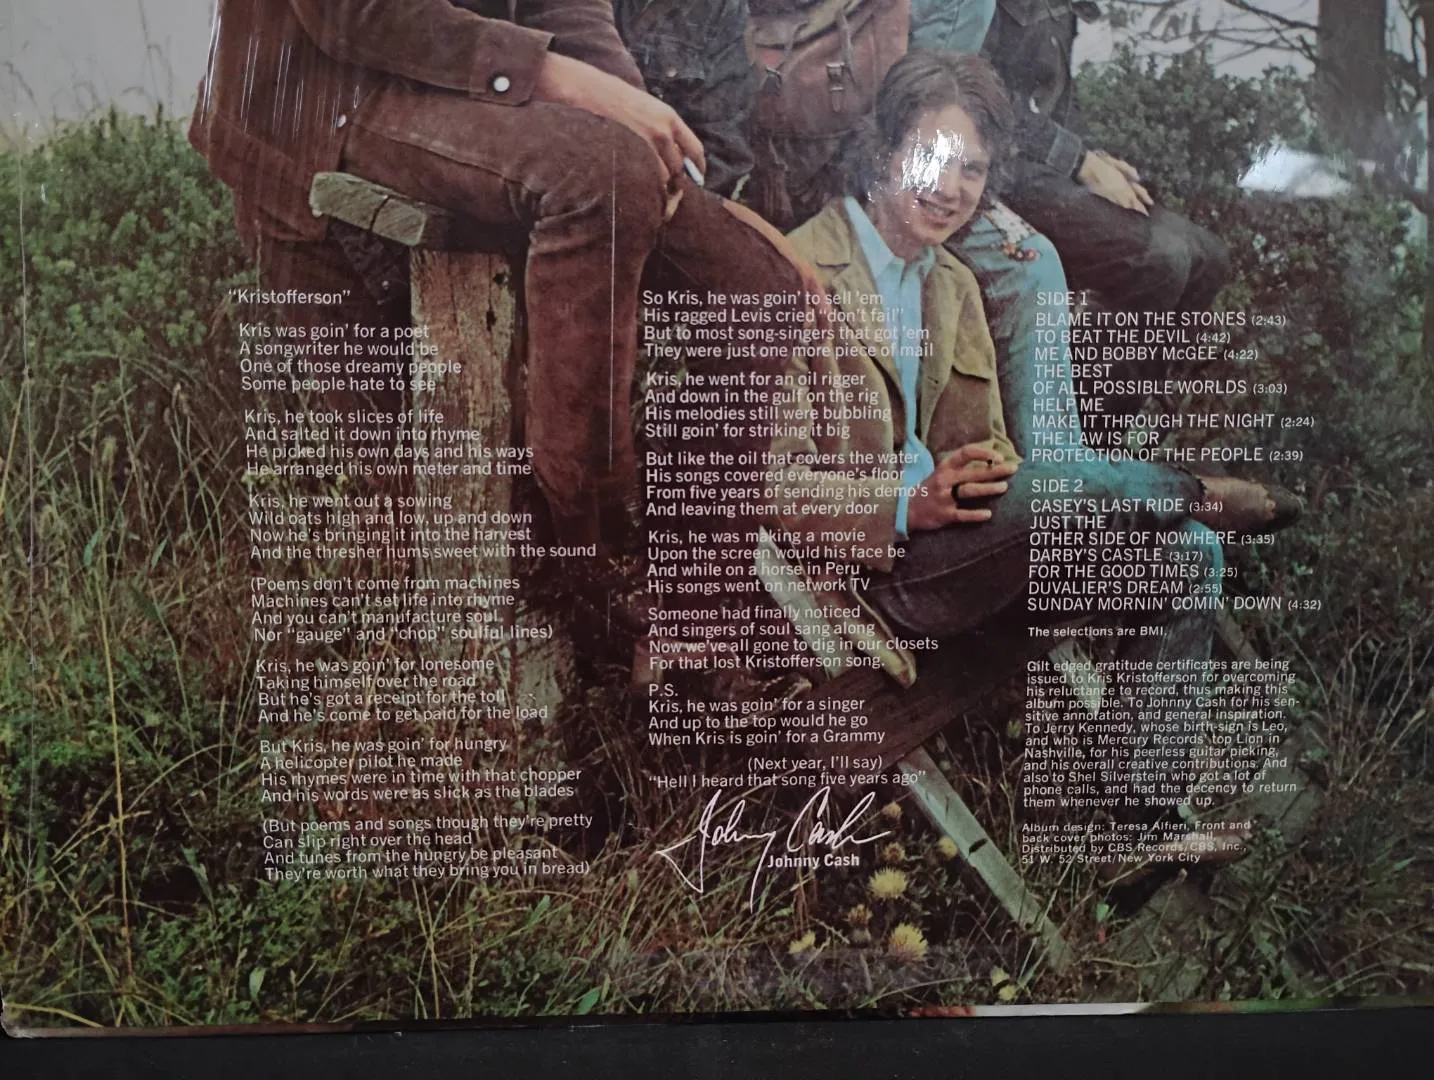 "Kristofferson"
Kris was goin' for a poet
A songwriter he would be
One of those dreamy people
Some people hate to see
Kris, he took slices of life
And salted it down into rhyme
He picked his own days and his ways
He arranged his own meter and time
Kris, he went out a sowing
Wild oats high and low, up and down
Now he's bringing it into the harvest
And the thresher hums sweet with the sound
(Poems don't come from machines
Machines can't set life into rhyme
And you can't manufacture soul
Nor "gauge" and "chop" soulful lines)
Kris, he was goin' for lonesome
Taking himself over the road
But he's got a receipt for the toll
And he's come to get paid for the load
But Kris, he was goin' for hungry
A helicopter pilot he made
His rhymes were in time with that chopper
And his words were as slick as the blades
(But poems and songs though they're pretty
Can slip right over the head
And tunes from the hungry be pleasant
They're worth what they bring you in bread)
So Kris, he was goin' to sell 'em
His ragged Levis cried "don't fail"
But to most song-singers that got 'em
They were just one more piece of mail
Kris, he went for an oil rigger
And down in the gulf on the rig
His melodies still were bubbling
Still goin' for striking it big
But like the oil that covers the water
His songs covered everyone's floor
From five years of sending his demo's
And leaving them at every door
Kris, he was making a movie
Upon the screen would his face be
And while on a horse in Peru
His songs went on network TV
Someone had finally noticed
And singers of soul sang along
Now we've all gone to dig in our closets
For that lost Kristofferson song.
P.S.
Kris, he was goin' for a singer
And up to the top would he go
When Kris is goin' for a Grammy
(Next year, I'll say)
"Hell I heard that song five years ago"
Johnny Cash
Johnny Cash
SIDE 1
BLAME IT ON THE STONES (2:43)
TO BEAT THE DEVIL (4:42)
ME AND BOBBY McGEE (4:22)
THE BEST
OF ALL POSSIBLE WORLDS (3:03)
HELP ME
MAKE IT THROUGH THE NIGHT (2:24)
THE LAW IS FOR
PROTECTION OF THE PEOPLE (2:39)
SIDE 2
CASEY'S LAST RIDE (3:34)
JUST THE
OTHER SIDE OF NOWHERE (3:35)
DARBY'S CASTLE (3:17)
FOR THE GOOD TIMES (3:25)
DUVALIER'S DREAM (2:55)
SUNDAY MORNIN' COMIN' DOWN (4:32)
The selections are BMI.
Gilt edged gratitude certificates are being
issued to Kris Kristofferson for overcoming
his reluctance to record, thus making this
album possible. To Johnny Cash for his sen-
sitive annotation, and general inspiration.
To Jerry Kennedy, whose birth-sign is Leo,
and who is Mercury Records' top Lion in
Nashville, for his peerless guitar picking,
and his overall creative contributions. And
also to Shel Silverstein who got a lot of
phone calls, and had the decency to return
them whenever he showed up.
Album design: Teresa Alfieri, Front and
back cover photos: Jim Marshall,
Distributed by CBS Records/CBS, Inc.,
51 W. 52 Street/New York City